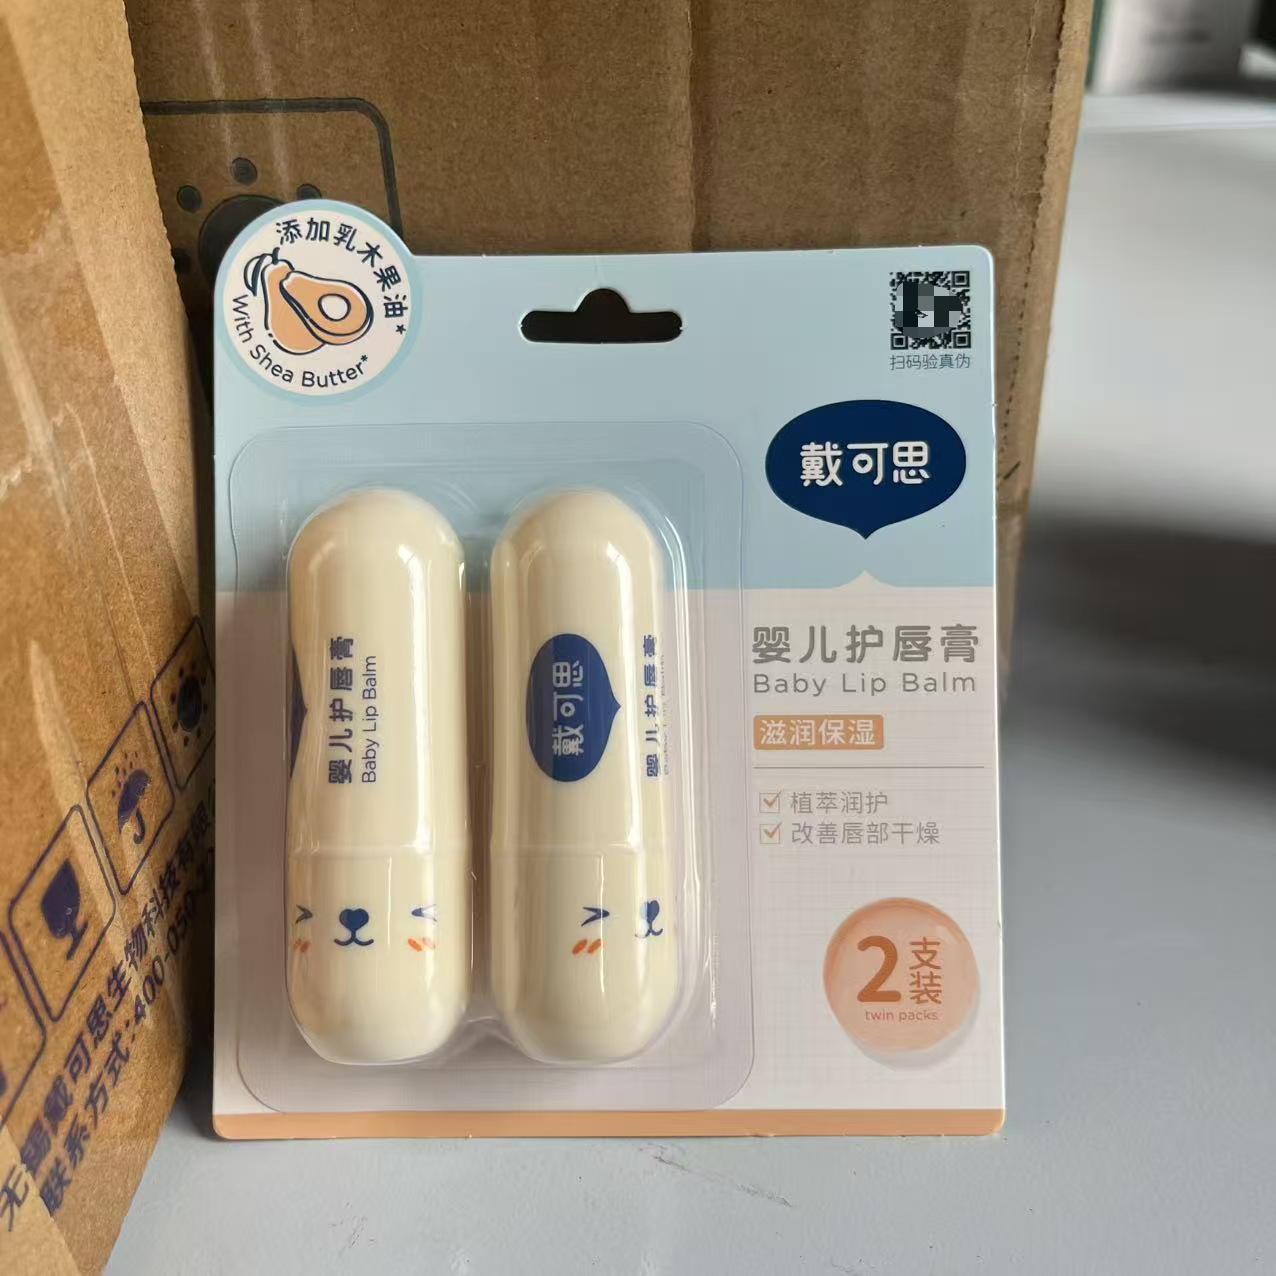 添加乳木果油*
With Shea Butter*
扫码验真伪
戴可思
婴儿护唇膏
Baby Lip Balm
滋润保湿
植萃润护
改善唇部干燥
2支装
twin packs
婴儿护唇膏
Baby Lip Balm
戴可思
婴儿护唇膏
无锡戴可思生物科技有限
联系方式:400-050-